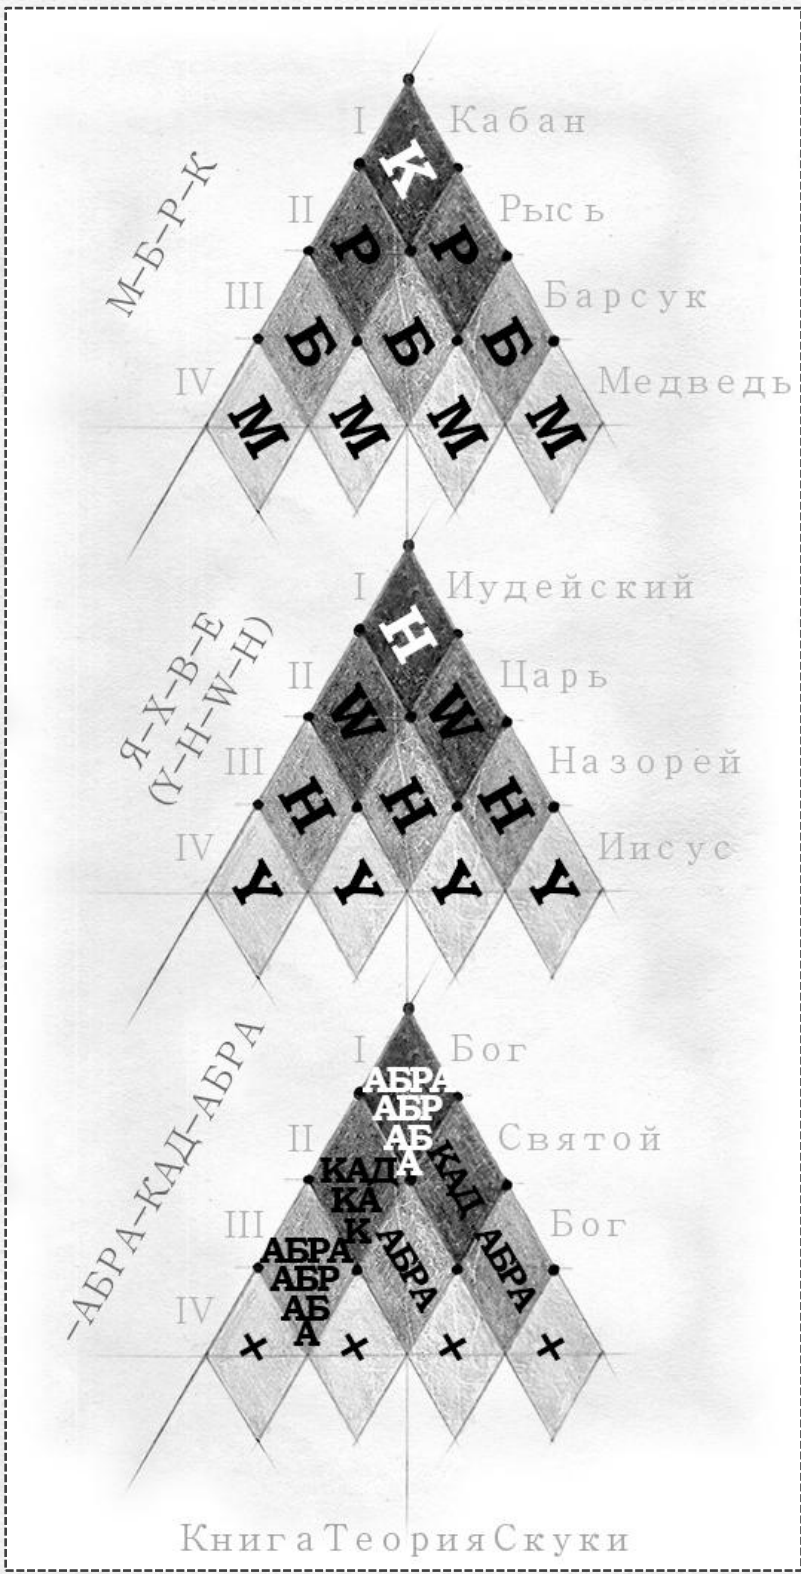 I Кабан
К
М-Б-Р-К
II Рысь
Р Р
III Барсук
Б Б Б
IV Медведь
М М М М
I Иудейский
Н
Я-Х-В-Е
(Y-H-W-H)
II Царь
W W
III Назорей
Н Н Н
IV Иисус
Y Y Y Y
I Бог
АБРА
АБР
АБ
А
-АБРА-КАД-АБРА
II Святой
КАД КАД
КА
К
III Бог
АБРА АБРА АБРА
АБР
АБ
А
IV
+ + + +
КнигаТеорияСкуки